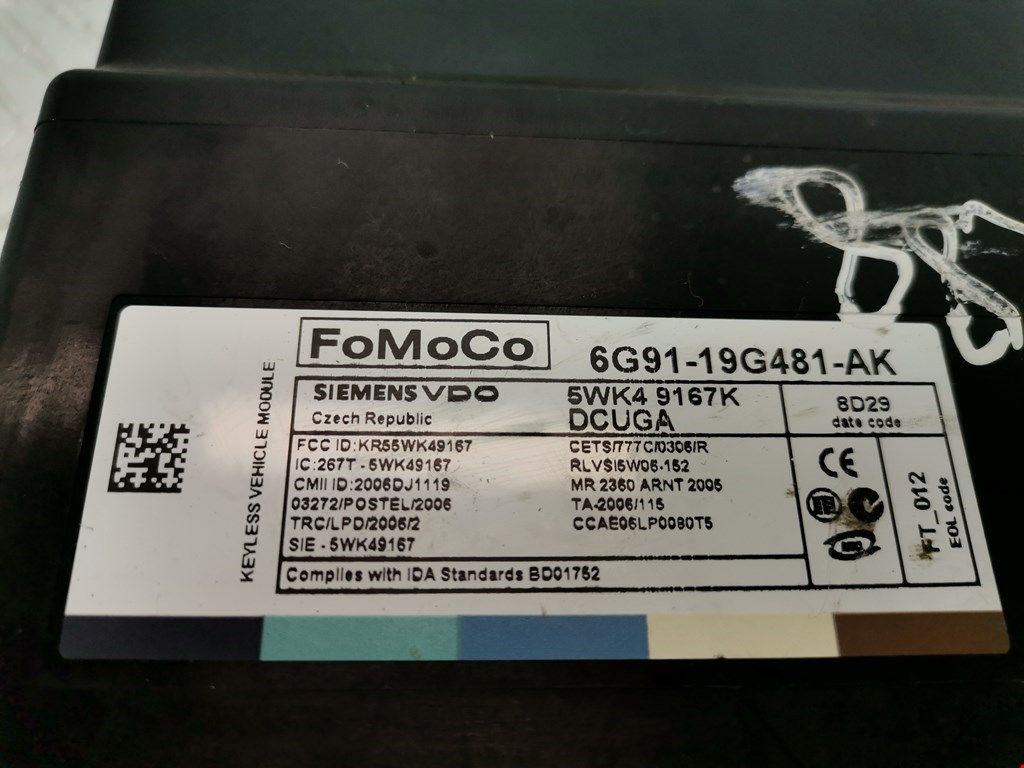 FoMoCo
6G91-19G481-AK
KEYLESS VEHICLE MODULE
SIEMENS VDO
Czech Republic
5WK4 9167K
DCUGA
8D29
date code
FCC ID:KR55WK49167
IC:267T - 5WK49167
CMII ID:2006DJ1119
03272/POSTEL/2006
TRC/LPD/2006/2
SIE - 5WK49167
CETS/777C/0306/R
RLVSI5W06-152
MR 2360 ARNT 2005
TA-2006/115
CCAE06LP0080T5
CE
FT_012
EOL code
Complies with IDA Standards BD01752